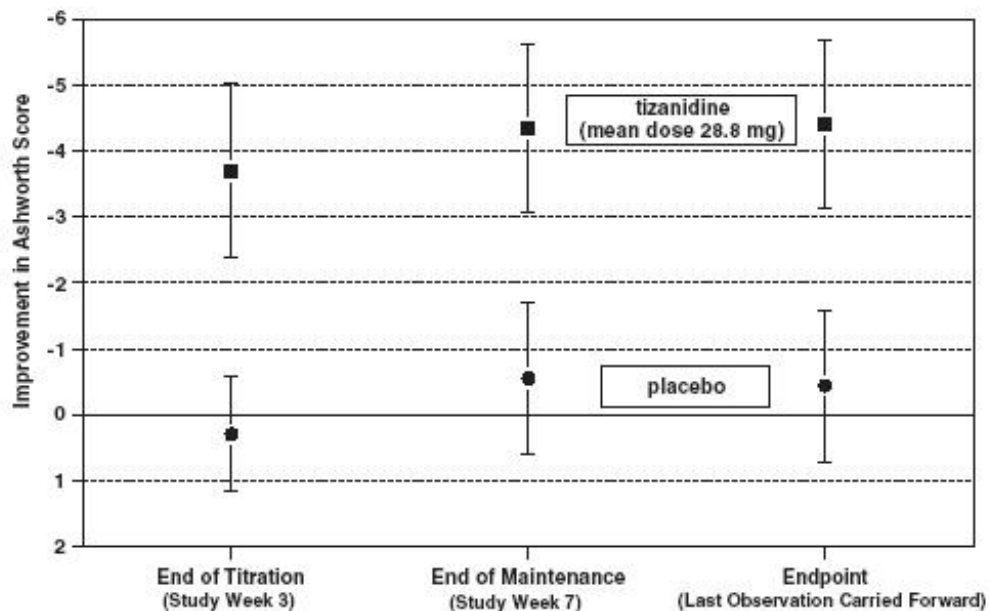 Improvement in Ashworth Score
-6
-5
-4
-3
-2
-1
0
1
2
tizanidine
(mean dose 28.8 mg)
placebo
End of Titration
(Study Week 3)
End of Maintenance
(Study Week 7)
Endpoint
(Last Observation Carried Forward)